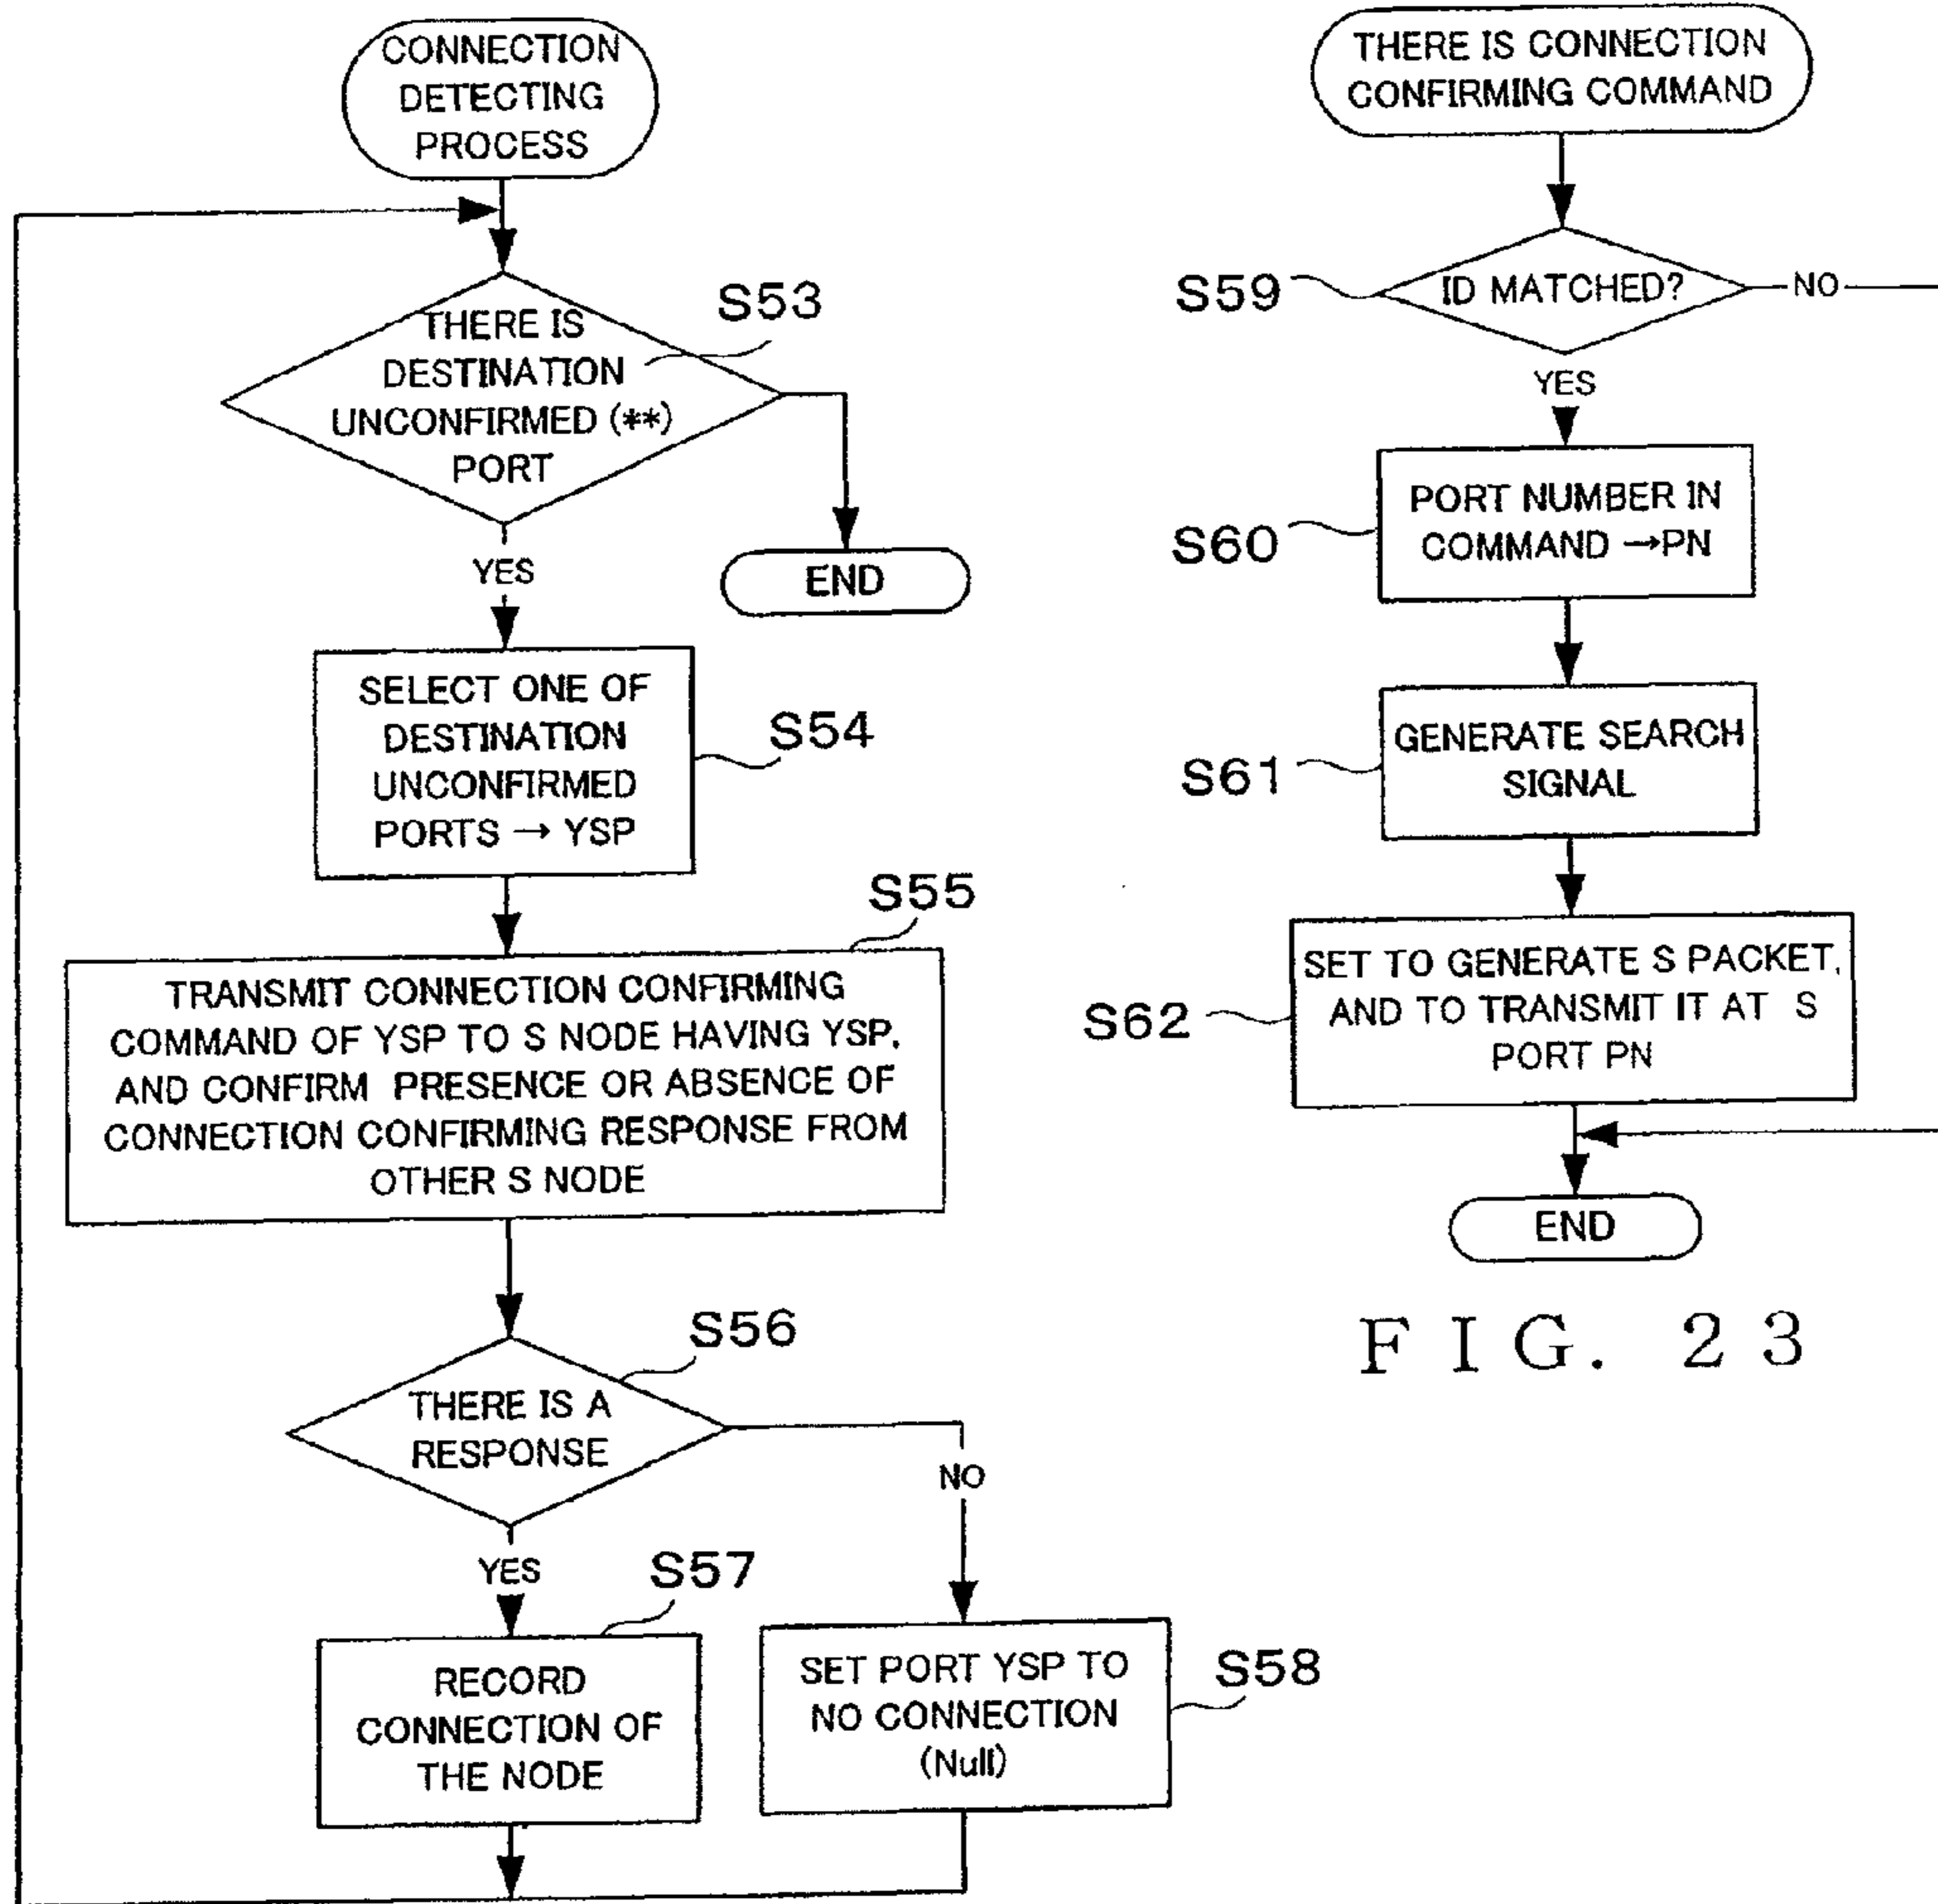 CONNECTION
DETECTING
PROCESS
S53
THERE IS
DESTINATION
UNCONFIRMED (**)
PORT
YES
END
SELECT ONE OF
DESTINATION
UNCONFIRMED
PORTS → YSP
S54
S55
TRANSMIT CONNECTION CONFIRMING
COMMAND OF YSP TO S NODE HAVING YSP,
AND CONFIRM PRESENCE OR ABSENCE OF
CONNECTION CONFIRMING RESPONSE FROM
OTHER S NODE
S56
THERE IS A
RESPONSE
NO
YES
S57
RECORD
CONNECTION OF
THE NODE
SET PORT YSP TO
NO CONNECTION
(Null)
S58
THERE IS CONNECTION
CONFIRMING COMMAND
S59
ID MATCHED?
NO
YES
S60
PORT NUMBER IN
COMMAND →PN
S61
GENERATE SEARCH
SIGNAL
S62
SET TO GENERATE S PACKET,
AND TO TRANSMIT IT AT S
PORT PN
END
FIG. 23